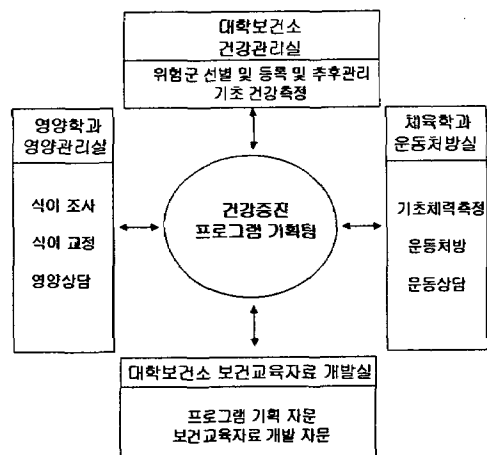 대학보건소
건강관리실
위험군 선별 및 등록 및 추후관리
기초 건강측정
영양학과
영양관리실
식이 조사
식이 교정
영양상담
건강증진
프로그램 기획팀
체육학과
운동처방실
기초체력측정
운동처방
운동상담
대학보건소 보건교육자료 개발실
프로그램 기획 자문
보건교육자료 개발 자문